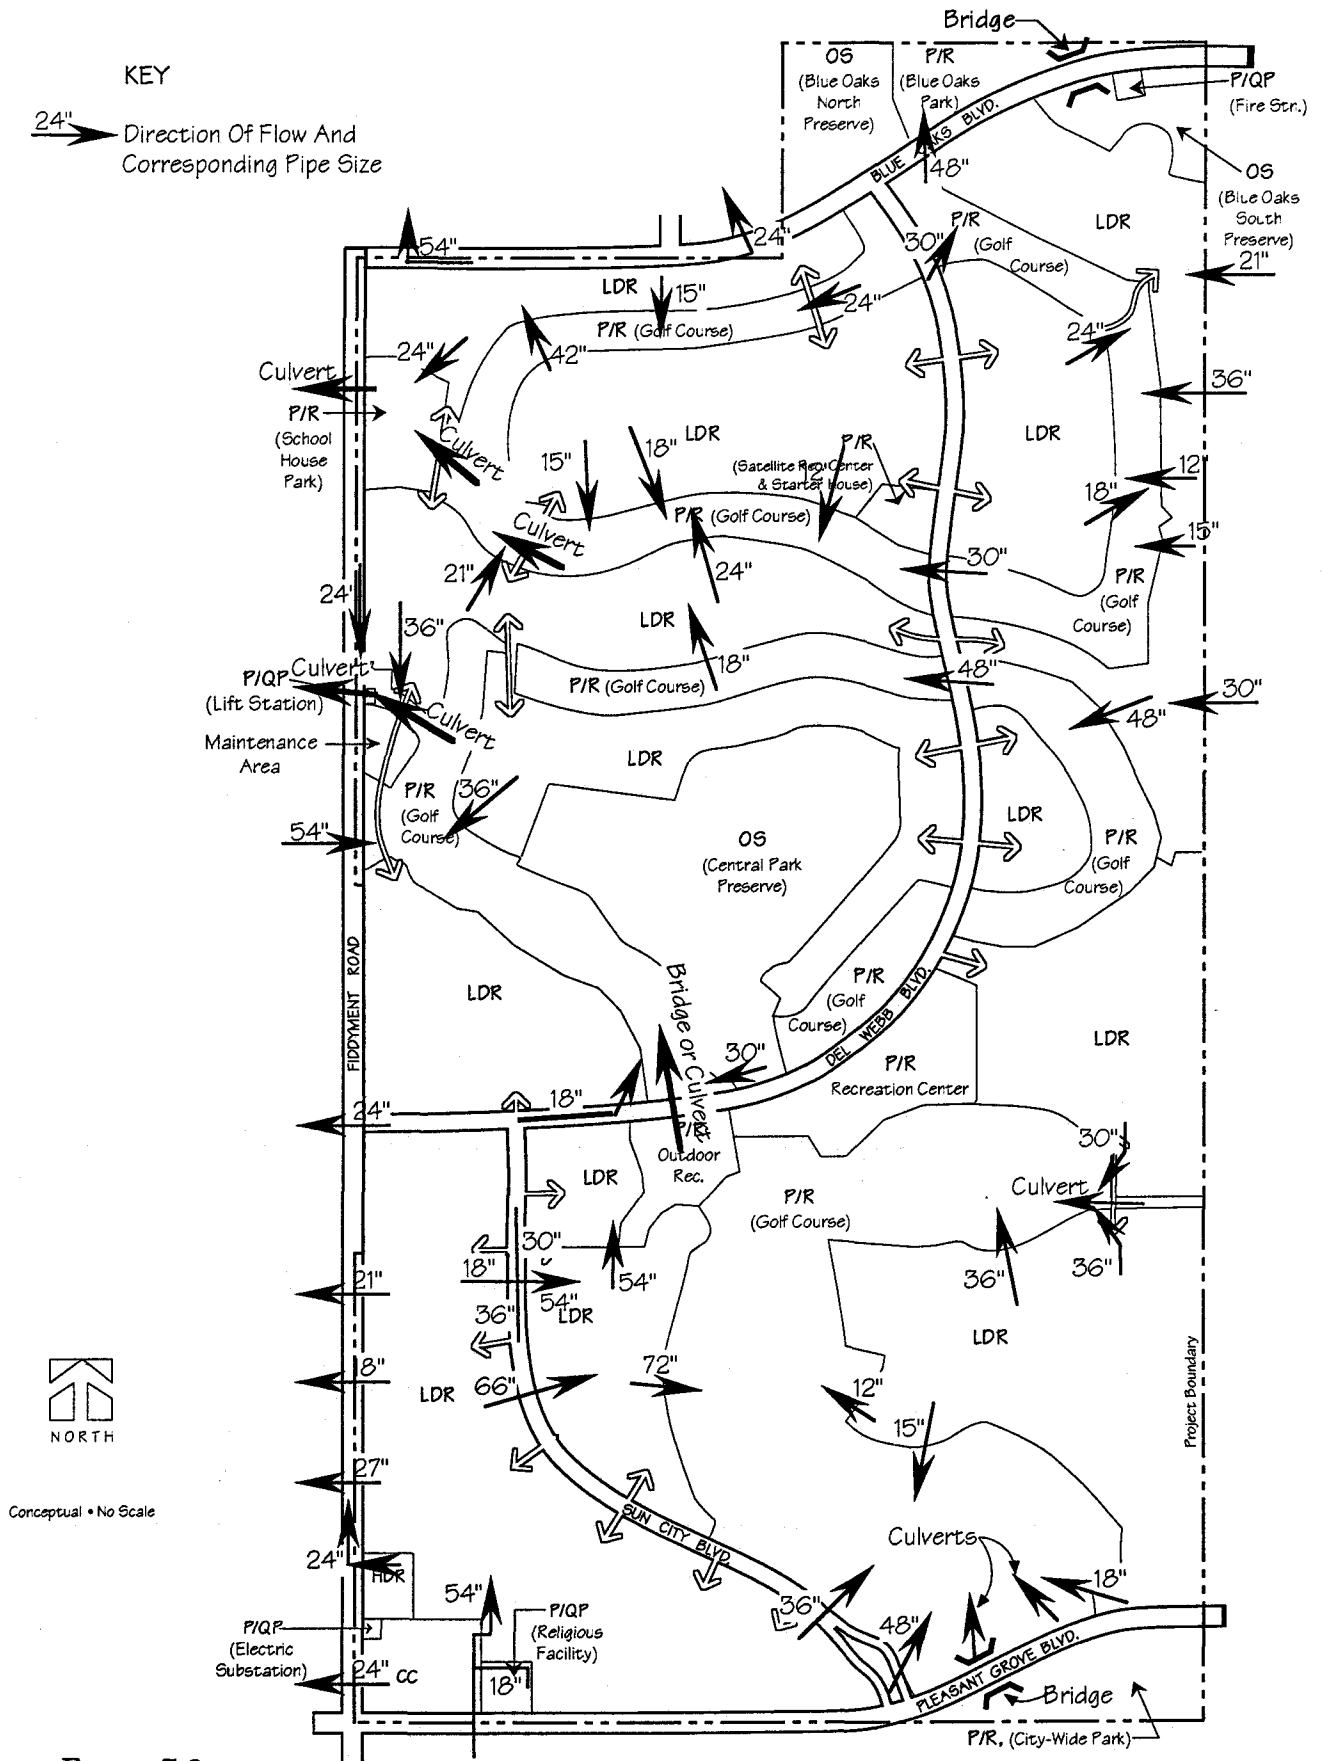 Bridge
KEY
24"
Direction Of Flow And
Corresponding Pipe Size
OS
(Blue Oaks
North
Preserve)
P/R
(Blue Oaks
Park)
BLUE OAKS BLVD.
P/QP
(Fire Stn.)
48"
OS
(Blue Oaks
South
Preserve)
LDR
54"
24"
30"
P/R
(Golf
Course)
21"
LDR
15"
24"
P/R (Golf Course)
24"
42"
24"
Culvert
36"
P/R
(School
House
Park)
Culvert
15"
18"
LDR
P/R
(Satellite Rec. Center
& Starter House)
12"
LDR
12"
18"
P/R (Golf Course)
Culvert
15"
21"
24"
30"
P/R
(Golf
Course)
24"
36"
LDR
18"
Culvert
P/QP
(Lift Station)
P/R (Golf Course)
48"
30"
48"
Culvert
Maintenance
Area
LDR
P/R
(Golf
Course)
36"
54"
OS
(Central Park
Preserve)
LDR
P/R
(Golf
Course)
FIDDYMENT ROAD
LDR
Bridge or Culvert
P/R
(Golf
Course)
DEL WEBB BLVD.
LDR
30"
P/R
Recreation Center
24"
18"
P/R
Outdoor
Rec.
LDR
30"
Culvert
P/R
(Golf Course)
30"
18"
54"
36"
36"
21"
54"
36"
LDR
LDR
Project Boundary
8"
LDR
66"
72"
12"
15"
NORTH
27"
Conceptual • No Scale
SUN CITY BLVD.
Culverts
24"
HDR
54"
36"
18"
P/QP
(Electric
Substation)
P/QP
(Religious
Facility)
48"
24"
CC
18"
PLEASANT GROVE BLVD.
Bridge
P/R, (City-Wide Park)